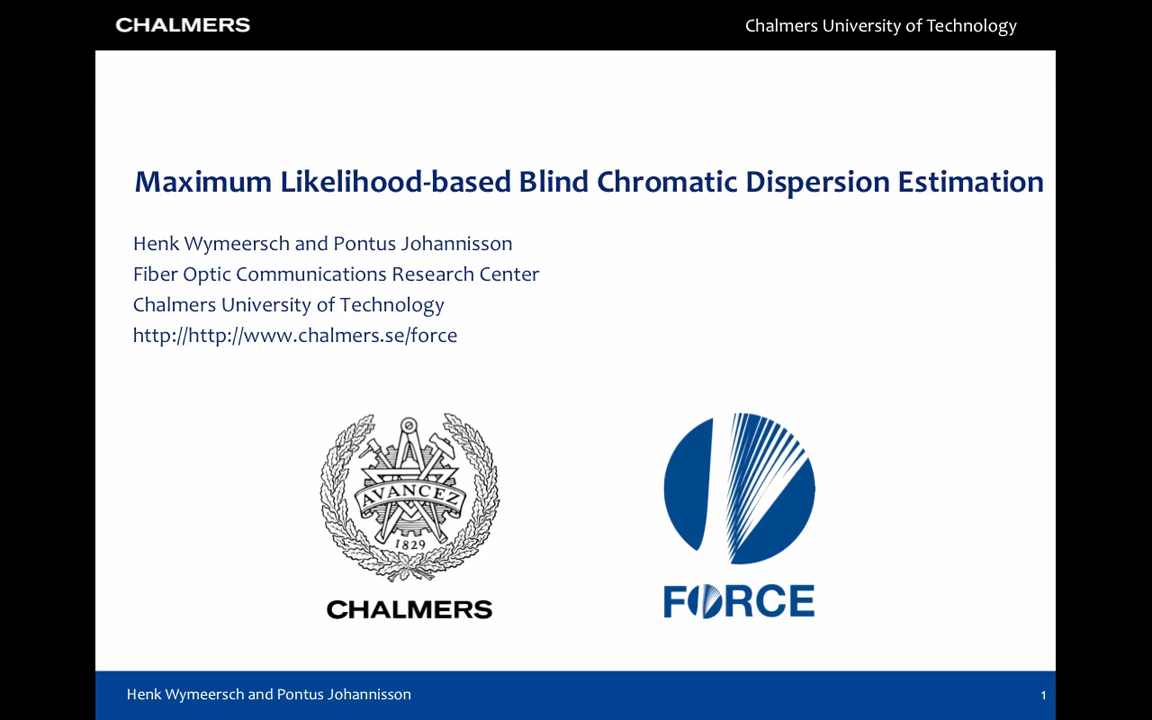 CHALMERS
Chalmers University of Technology
Maximum Likelihood-based Blind Chromatic Dispersion Estimation
Henk Wymeersch and Pontus Johannisson
Fiber Optic Communications Research Center
Chalmers University of Technology
http://http://www.chalmers.se/force
AVANCEZ
1829
CHALMERS
FORCE
Henk Wymeersch and Pontus Johannisson
1